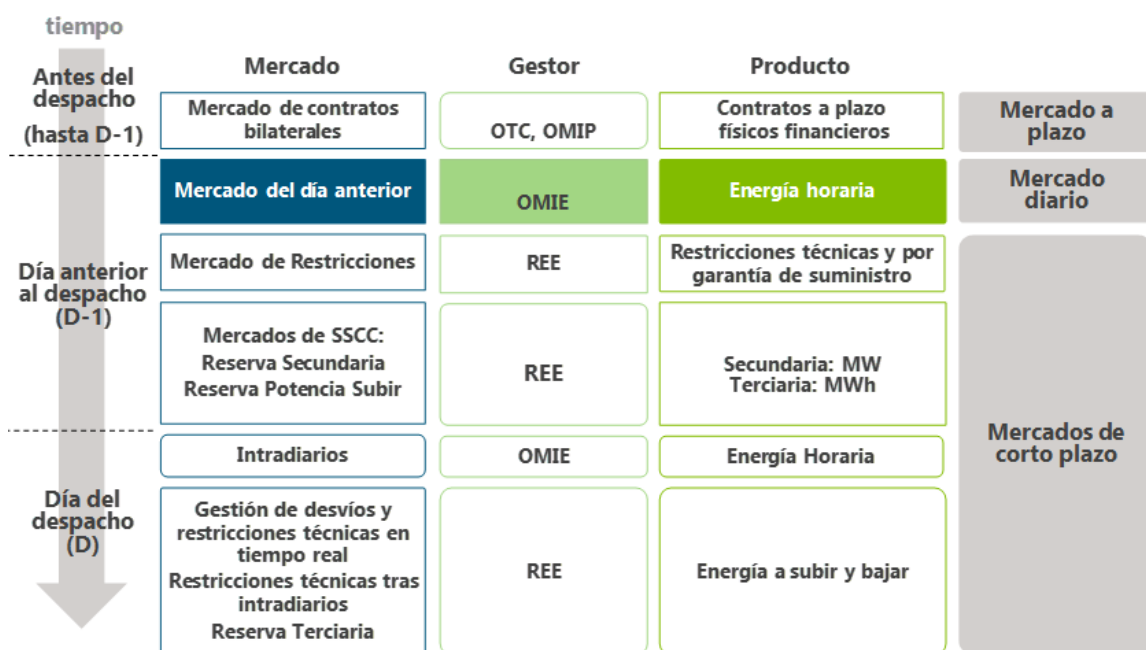 tiempo
Mercado
Gestor
Producto
Antes del
despacho
(hasta D-1)
Mercado de contratos
bilaterales
OTC, OMIP
Contratos a plazo
físicos financieros
Mercado a
plazo
Mercado del día anterior
OMIE
Energía horaria
Mercado
diario
Día anterior
al despacho
(D-1)
Mercado de Restricciones
REE
Restricciones técnicas y por
garantía de suministro
Mercados de SSCC:
Reserva Secundaria
Reserva Potencia Subir
REE
Secundaria: MW
Terciaria: MWh
Mercados de
corto plazo
Día del
despacho
(D)
Intradiarios
OMIE
Energía Horaria
Gestión de desvíos y
restricciones técnicas en
tiempo real
Restricciones técnicas tras
intradiarios
Reserva Terciaria
REE
Energía a subir y bajar